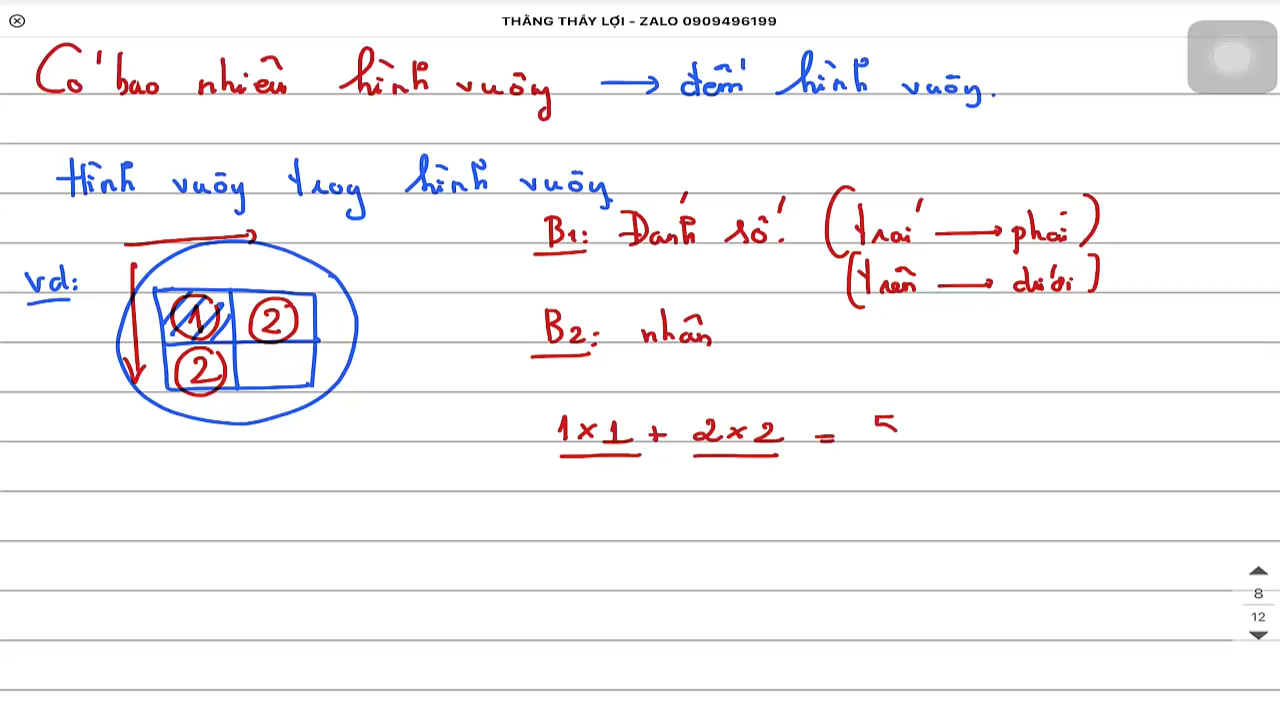 THẰNG THẦY LỢI - ZALO 0909496199
Có bao nhiêu hình vuông → đếm hình vuông.
Hình vuông trong hình vuông
B1: Đánh số: (trái → phải)
(trên → dưới)
vd:
1 2
2
B2: nhân
1 × 1 + 2 × 2 = 5
8
12